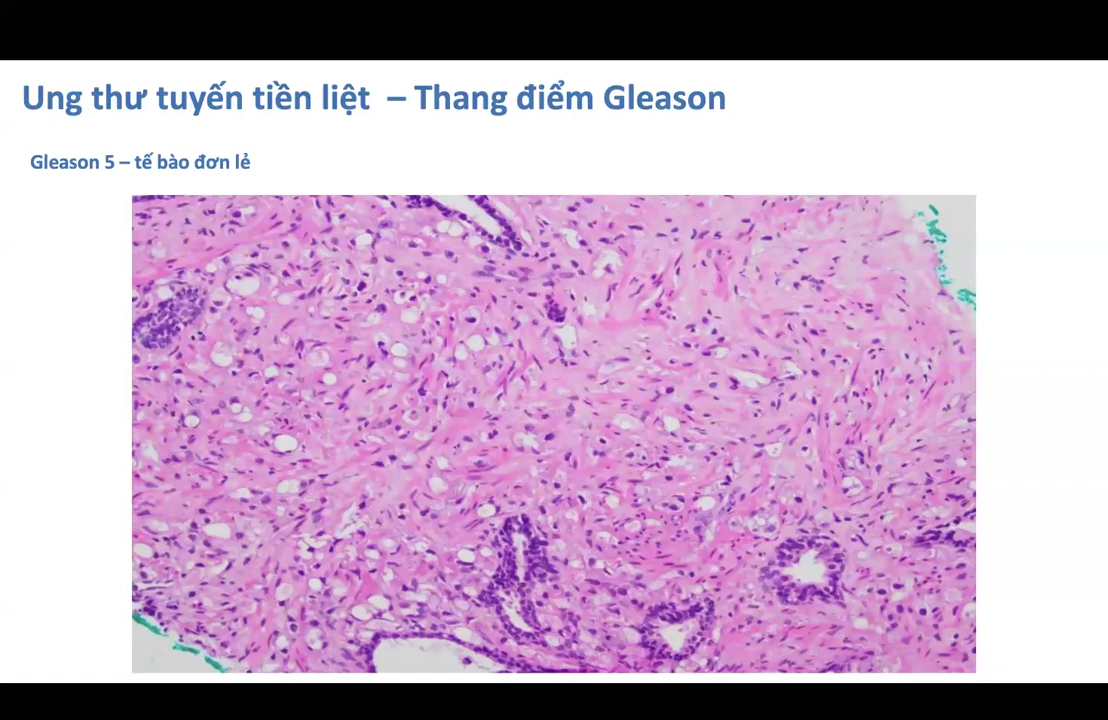 Ung thư tuyến tiền liệt – Thang điểm Gleason
Gleason 5 – tế bào đơn lẻ